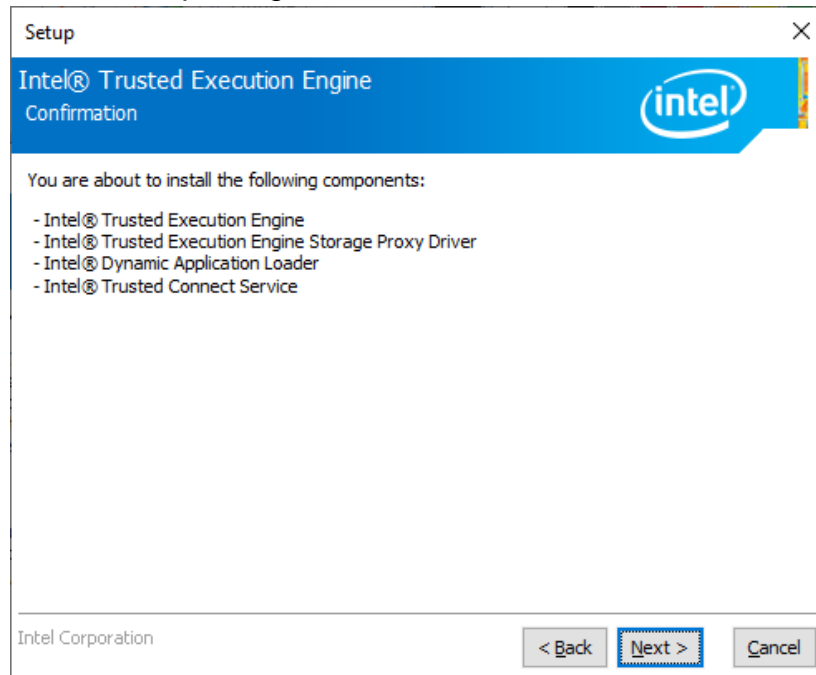 Setup
Intel® Trusted Execution Engine
Confirmation
intel
You are about to install the following components:
- Intel® Trusted Execution Engine
- Intel® Trusted Execution Engine Storage Proxy Driver
- Intel® Dynamic Application Loader
- Intel® Trusted Connect Service
Intel Corporation
< Back Next > Cancel